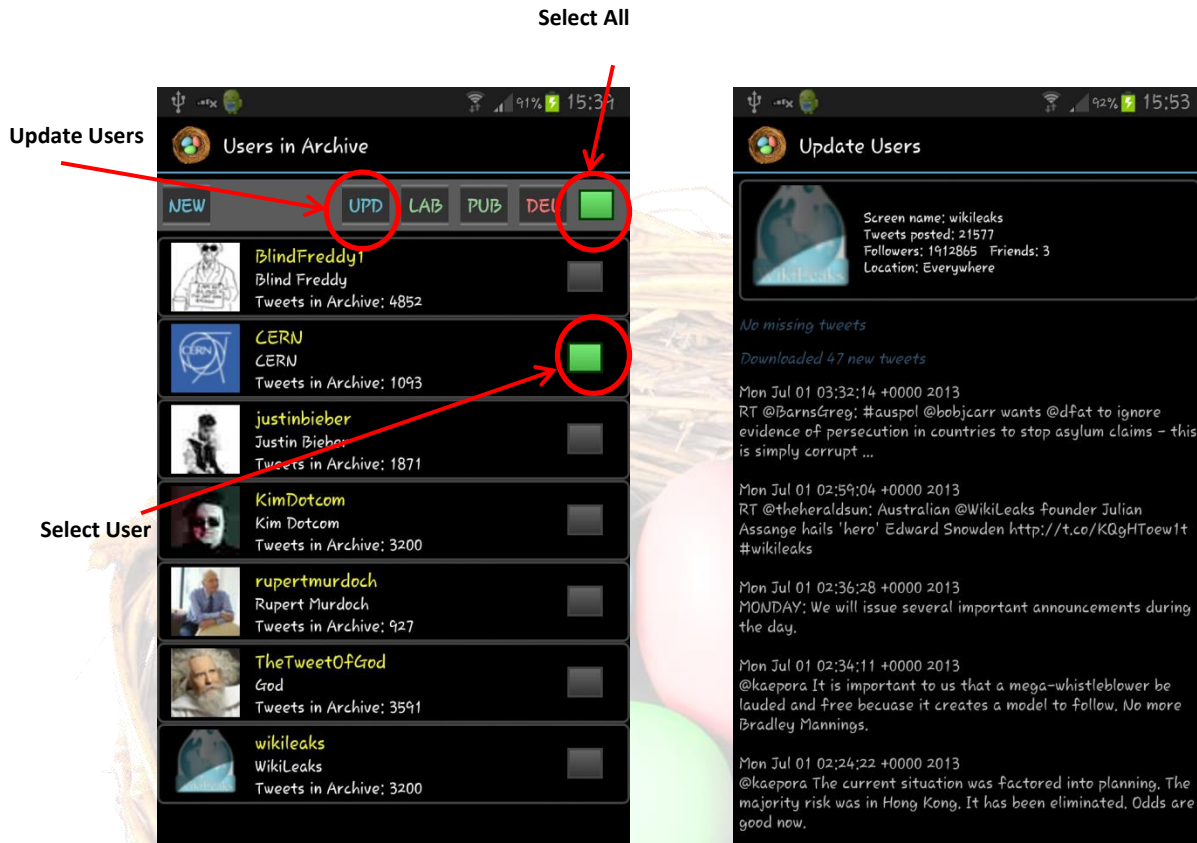 Select All
Update Users
Select User
91% 15:39
Users in Archive
NEW UPD LAB PUB DEL
BlindFreddy1
Blind Freddy
Tweets in Archive: 4852
CERN
CERN
CERN
Tweets in Archive: 1093
justinbieber
Justin Bieber
Tweets in Archive: 1871
KimDotcom
Kim Dotcom
Tweets in Archive: 3200
rupertmurdoch
Rupert Murdoch
Tweets in Archive: 927
TheTweetOfGod
God
Tweets in Archive: 3591
wikileaks
WikiLeaks
Tweets in Archive: 3200
92% 15:53
Update Users
Screen name: wikileaks
Tweets posted: 21577
Followers: 1912865 Friends: 3
Location: Everywhere
No missing tweets
Downloaded 47 new tweets
Mon Jul 01 03:32:14 +0000 2013
RT @BarnsGreg: #auspol @bobjcarr wants @dfat to ignore
evidence of persecution in countries to stop asylum claims - this
is simply corrupt ...
Mon Jul 01 02:59:04 +0000 2013
RT @theheraldsun: Australian @WikiLeaks founder Julian
Assange hails 'hero' Edward Snowden http://t.co/KQgHToew1t
#wikileaks
Mon Jul 01 02:36:28 +0000 2013
MONDAY: We will issue several important announcements during
the day.
Mon Jul 01 02:34:11 +0000 2013
@kaepora It is important to us that a mega-whistleblower be
lauded and free becuase it creates a model to follow. No more
Bradley Mannings.
Mon Jul 01 02:24:22 +0000 2013
@kaepora The current situation was factored into planning. The
majority risk was in Hong Kong. It has been eliminated. Odds are
good now.